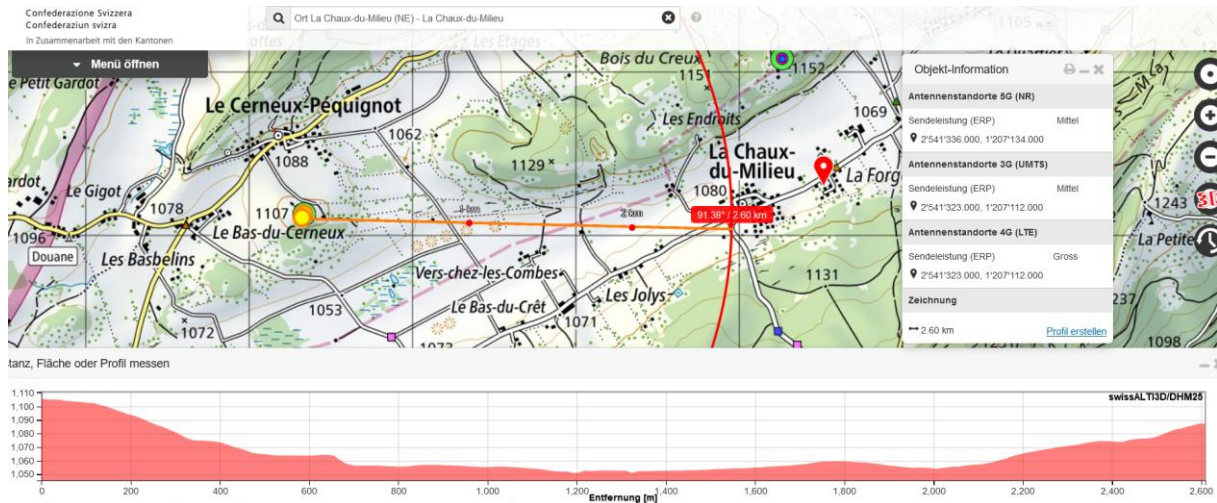 Confederazione Svizzera
Confederaziun svizra
In Zusammenarbeit mit den Kantonen
Ort La Chaux-du-Milieu (NE) - La Chaux-du-Milieu
Menü öffnen
Les Etages
1105
Bois du Creux
1151
1152
Le Petit Gardot
Le Cerneux-Péquignot
1062
1069
1088
Les Endroits
1129
La Chaux-
du-Milieu
1080
La Forg
Le Gigot
1078
1107
1 km
2 km
91.38° / 2.60 km
1243
1096
Le Bas-du-Cerneux
Douane
Les Basbelins
Vers-chez-les-Combes
1131
La Petite
1053
Le Bas-du-Crêt
Les Jolys
1072
1071
1073
1237
1098
Objekt-Information
Antennenstandorte 5G (NR)
Sendeleistung (ERP) Mittel
2'541'336.000, 1'207'134.000
Antennenstandorte 3G (UMTS)
Sendeleistung (ERP) Mittel
2'541'323.000, 1'207'112.000
Antennenstandorte 4G (LTE)
Sendeleistung (ERP) Gross
2'541'323.000, 1'207'112.000
Zeichnung
2.60 km Profil erstellen
tanz, Fläche oder Profil messen
swissALTI3D/DHM25
1,110
1,100
1,090
1,080
1,070
1,060
1,050
0 200 400 600 800 1,000 1,200 1,400 1,600 1,800 2,000 2,200 2,400 2,600
Entfernung [m]